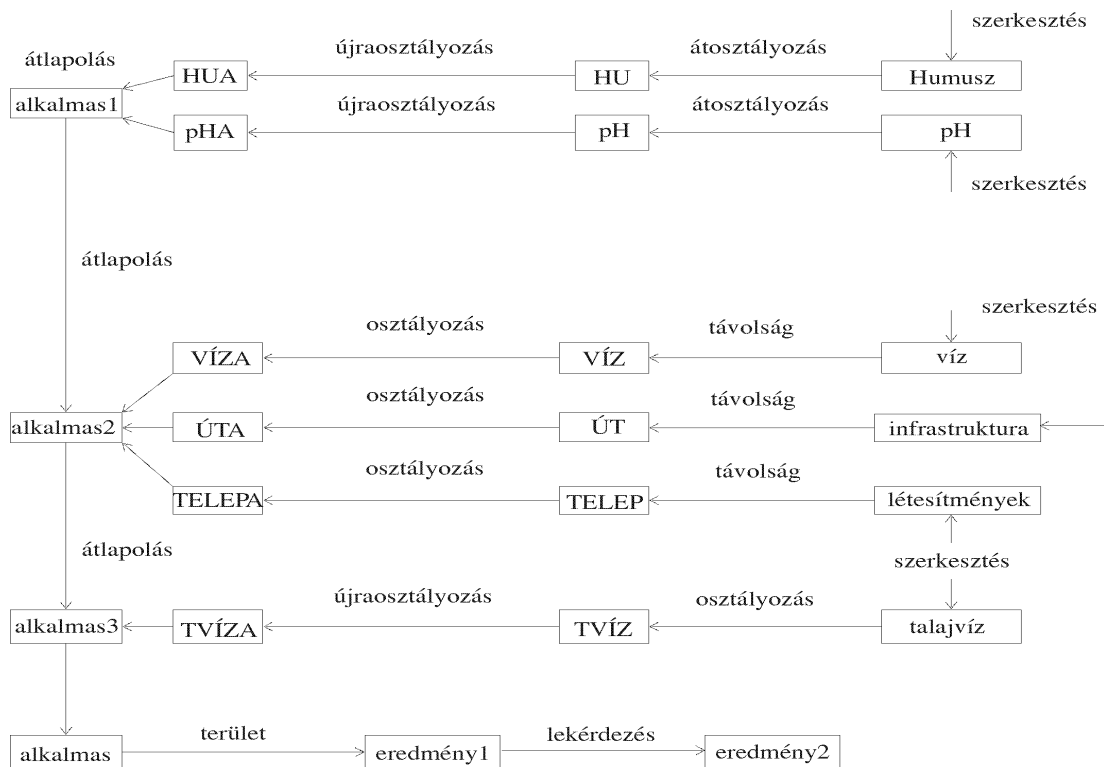 szerkesztés
átlapolás
újraosztályozás
átosztályozás
HUA
HU
Humusz
alkalmas1
újraosztályozás
átosztályozás
pHA
pH
pH
szerkesztés
átlapolás
szerkesztés
osztályozás
távolság
VÍZA
VÍZ
víz
osztályozás
távolság
alkalmas2
ÚTA
ÚT
infrastruktura
osztályozás
távolság
TELEPA
TELEP
létesítmények
átlapolás
szerkesztés
újraosztályozás
osztályozás
alkalmas3
TVÍZA
TVÍZ
talajvíz
terület
lekérdezés
alkalmas
eredmény1
eredmény2